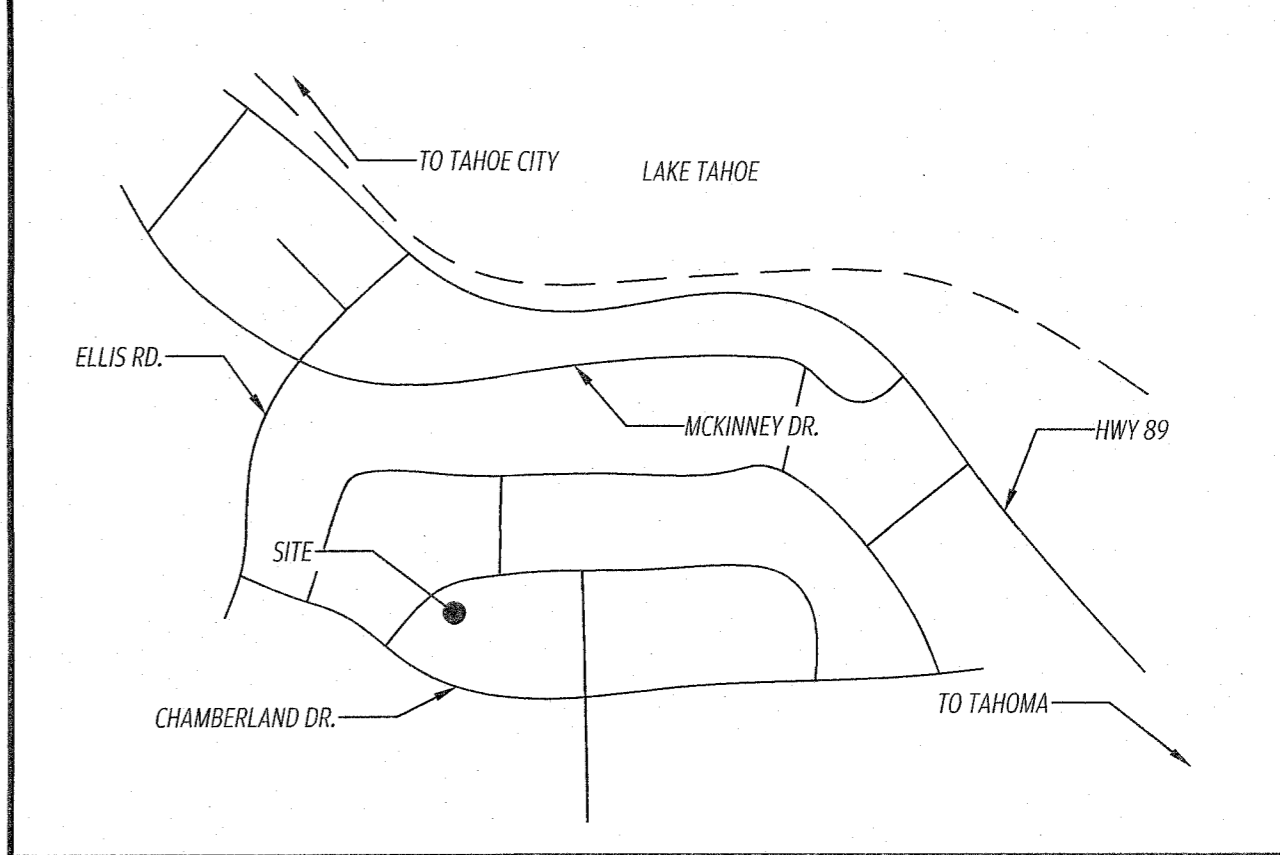 TO TAHOE CITY
LAKE TAHOE
ELLIS RD.
MCKINNEY DR.
HWY 89
SITE
CHAMBERLAND DR.
TO TAHOMA